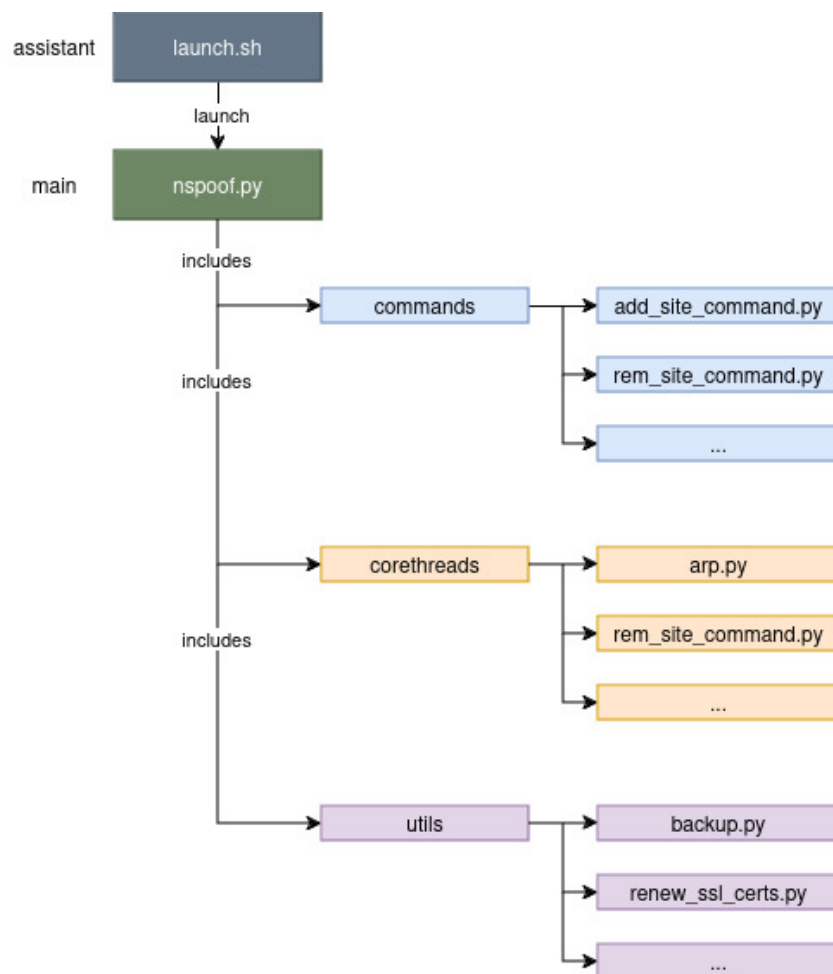 assistant
launch.sh
launch
main
nspoof.py
includes
commands
add_site_command.py
includes
rem_site_command.py
...
corethreads
arp.py
includes
rem_site_command.py
...
utils
backup.py
renew_ssl_certs.py
...